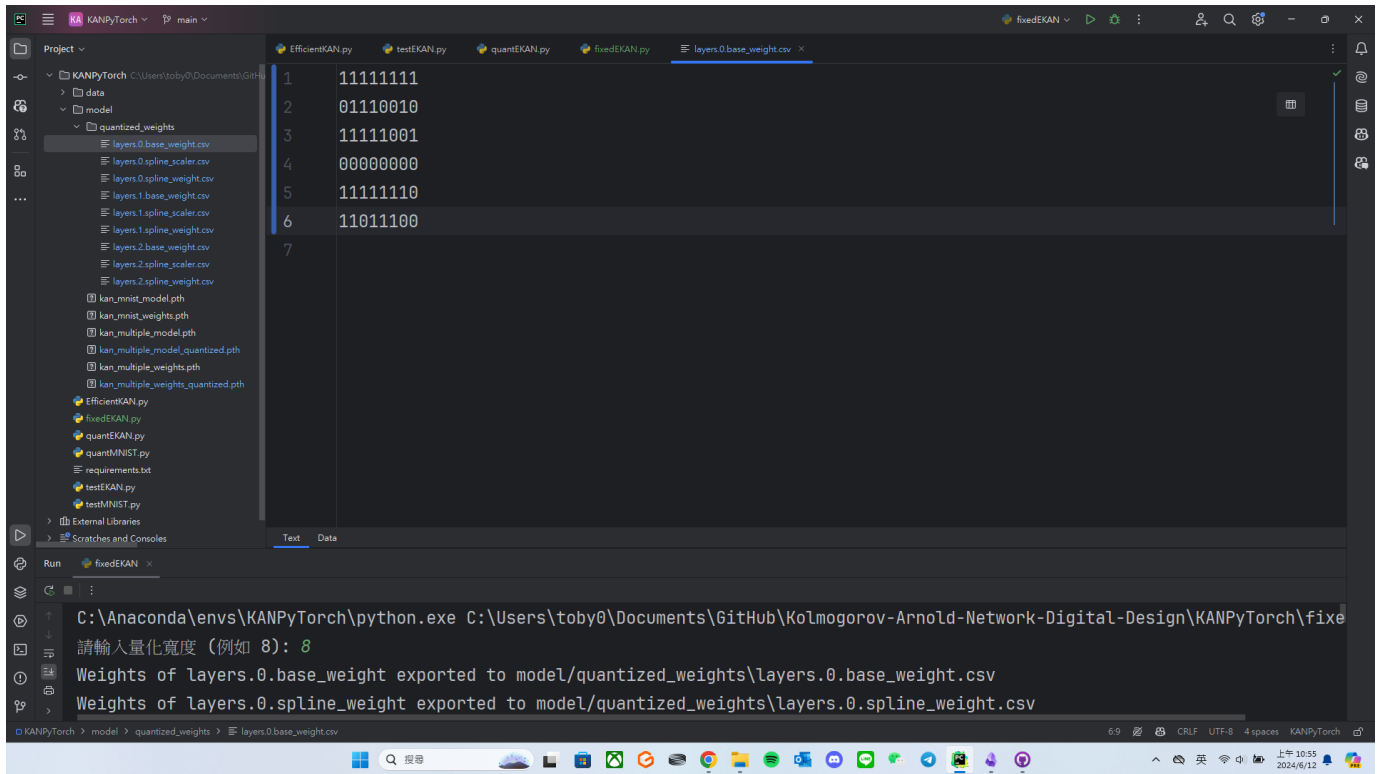 PC KA KANPyTorch main fixedEKAN
Project
EfficientKAN.py testEKAN.py quantEKAN.py fixedEKAN.py layers.0.base_weight.csv
KANPyTorch C:\Users\toby0\Documents\GitHu
data
model
quantized_weights
layers.0.base_weight.csv
layers.0.spline_scaler.csv
layers.0.spline_weight.csv
layers.1.base_weight.csv
layers.1.spline_scaler.csv
layers.1.spline_weight.csv
layers.2.base_weight.csv
layers.2.spline_scaler.csv
layers.2.spline_weight.csv
kan_mnist_model.pth
kan_mnist_weights.pth
kan_multiple_model.pth
kan_multiple_model_quantized.pth
kan_multiple_weights.pth
kan_multiple_weights_quantized.pth
EfficientKAN.py
fixedEKAN.py
quantEKAN.py
quantMNIST.py
requirements.txt
testEKAN.py
testMNIST.py
External Libraries
Scratches and Consoles
1 11111111
2 01110010
3 11111001
4 00000000
5 11111110
6 11011100
7
Text Data
Run fixedEKAN
C:\Anaconda\envs\KANPyTorch\python.exe C:\Users\toby0\Documents\GitHub\Kolmogorov-Arnold-Network-Digital-Design\KANPyTorch\fixe
請輸入量化寬度 (例如 8): 8
Weights of layers.0.base_weight exported to model/quantized_weights\layers.0.base_weight.csv
Weights of layers.0.spline_weight exported to model/quantized_weights\layers.0.spline_weight.csv
KANPyTorch > model > quantized_weights > layers.0.base_weight.csv 6:9 CRLF UTF-8 4 spaces KANPyTorch
搜尋 英 上午 10:55
2024/6/12